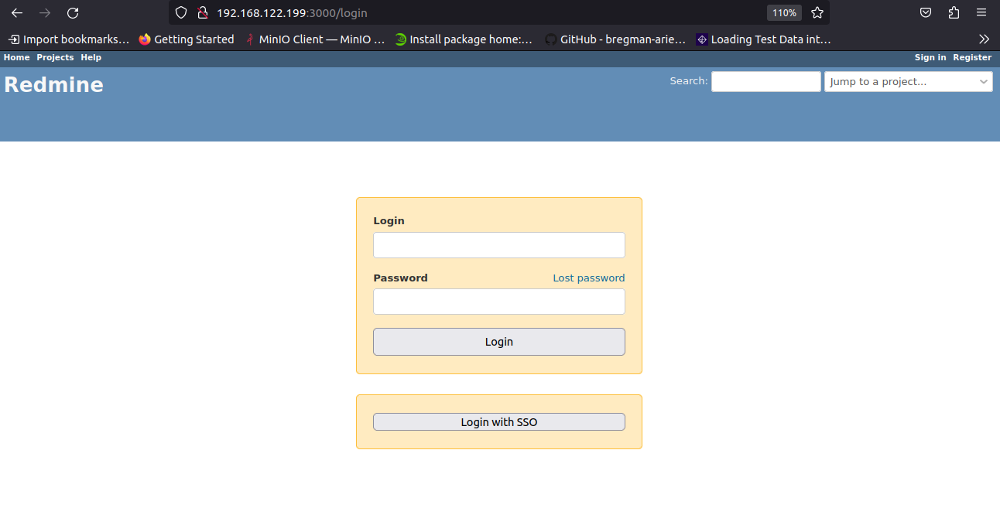 192.168.122.199:3000/login
110%
Import bookmarks… Getting Started MinIO Client — MinIO … Install package home:… GitHub - bregman-arie… Loading Test Data int…
Home Projects Help Sign in Register
Redmine
Search: Jump to a project...
Login
Password Lost password
Login
Login with SSO